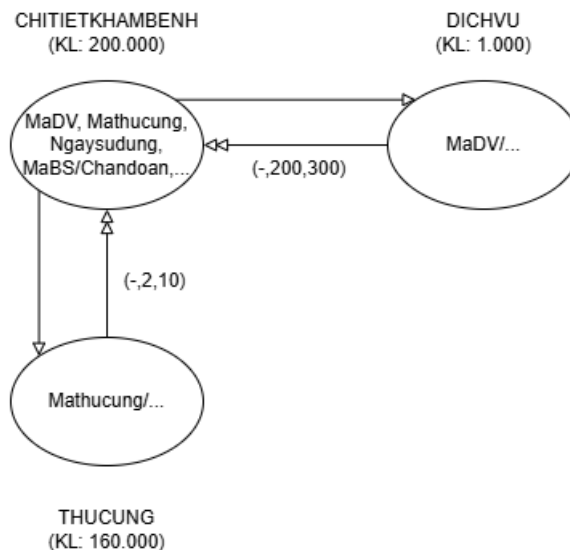 CHITIETKHAMBENH
(KL: 200.000)
DICHVU
(KL: 1.000)
MaDV, Mathucung,
Ngaysudung,
MaBS/Chandoan,...
MaDV/...
(-,200,300)
(-,2,10)
Mathucung/...
THUCUNG
(KL: 160.000)